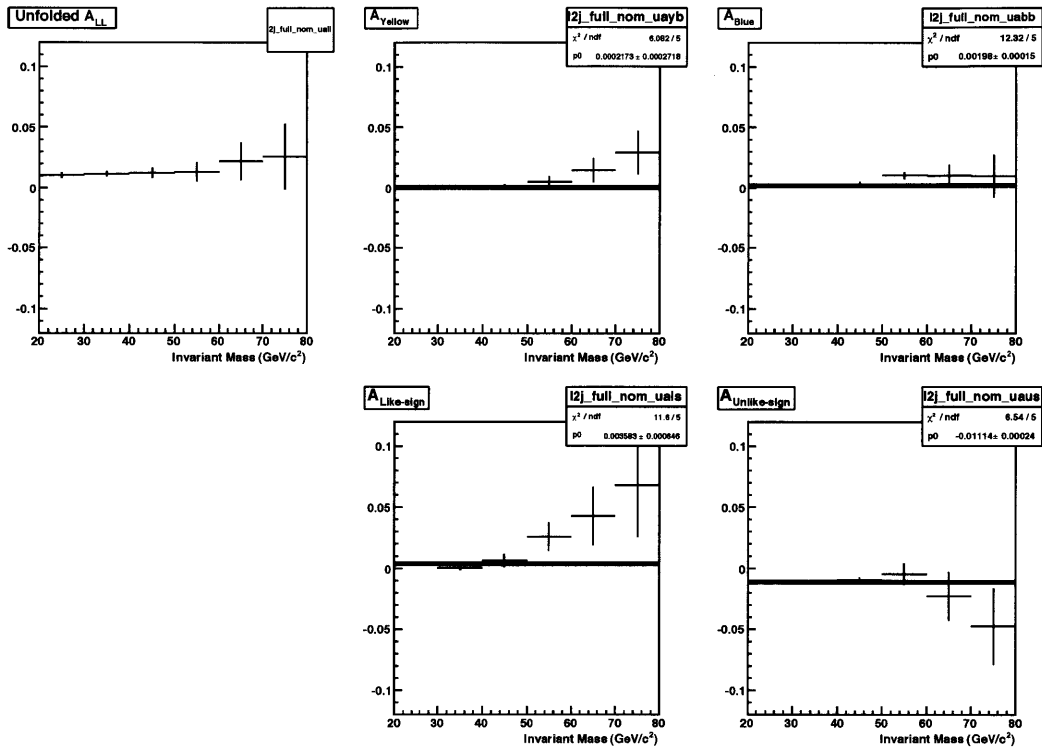 Unfolded A_LL
2j_full_nom_uall
0.1
0.05
0
-0.05
-0.1
20 30 40 50 60 70 80
Invariant Mass (GeV/c²)
A_Yellow
l2j_full_nom_uayb
χ² / ndf 6.082 / 5
p0 0.0002173 ± 0.0002718
0.1
0.05
0
-0.05
-0.1
20 30 40 50 60 70 80
Invariant Mass (GeV/c²)
A_Blue
l2j_full_nom_uabb
χ² / ndf 12.32 / 5
p0 0.00198 ± 0.00015
0.1
0.05
0
-0.05
-0.1
20 30 40 50 60 70 80
Invariant Mass (GeV/c²)
A_Like-sign
l2j_full_nom_uals
χ² / ndf 11.6 / 5
p0 0.003583 ± 0.000646
0.1
0.05
0
-0.05
-0.1
20 30 40 50 60 70 80
Invariant Mass (GeV/c²)
A_Unlike-sign
l2j_full_nom_uaus
χ² / ndf 6.54 / 5
p0 -0.01114 ± 0.00024
0.1
0.05
0
-0.05
-0.1
20 30 40 50 60 70 80
Invariant Mass (GeV/c²)